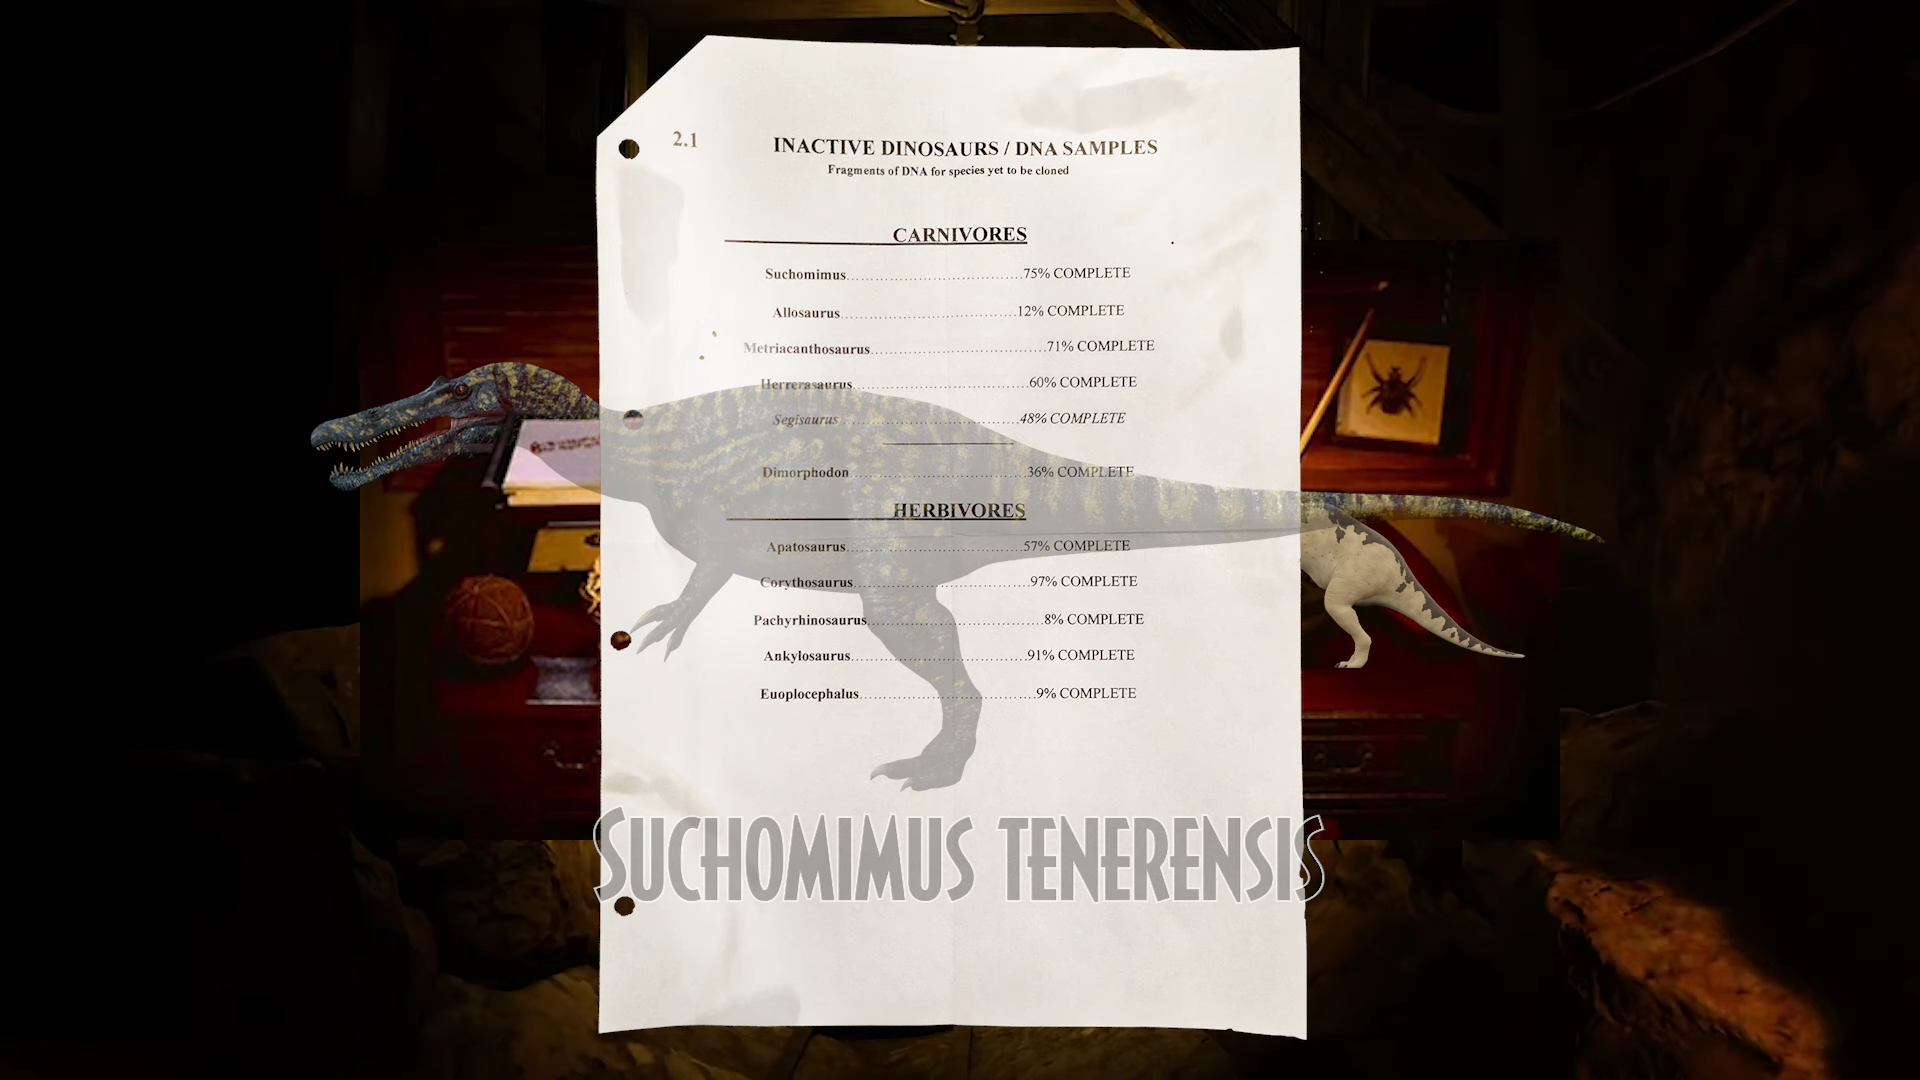 2.1
INACTIVE DINOSAURS / DNA SAMPLES
Fragments of DNA for species yet to be cloned
CARNIVORES
Suchomimus..........................................75% COMPLETE
Allosaurus..........................................12% COMPLETE
Metriacanthosaurus..........................................71% COMPLETE
Herrerasaurus..........................................60% COMPLETE
Segisaurus..........................................48% COMPLETE
Dimorphodon..........................................36% COMPLETE
HERBIVORES
Apatosaurus..........................................57% COMPLETE
Corythosaurus..........................................97% COMPLETE
Pachyrhinosaurus..........................................8% COMPLETE
Ankylosaurus..........................................91% COMPLETE
Euoplocephalus..........................................9% COMPLETE
SUCHOMIMUS TENERENSIS